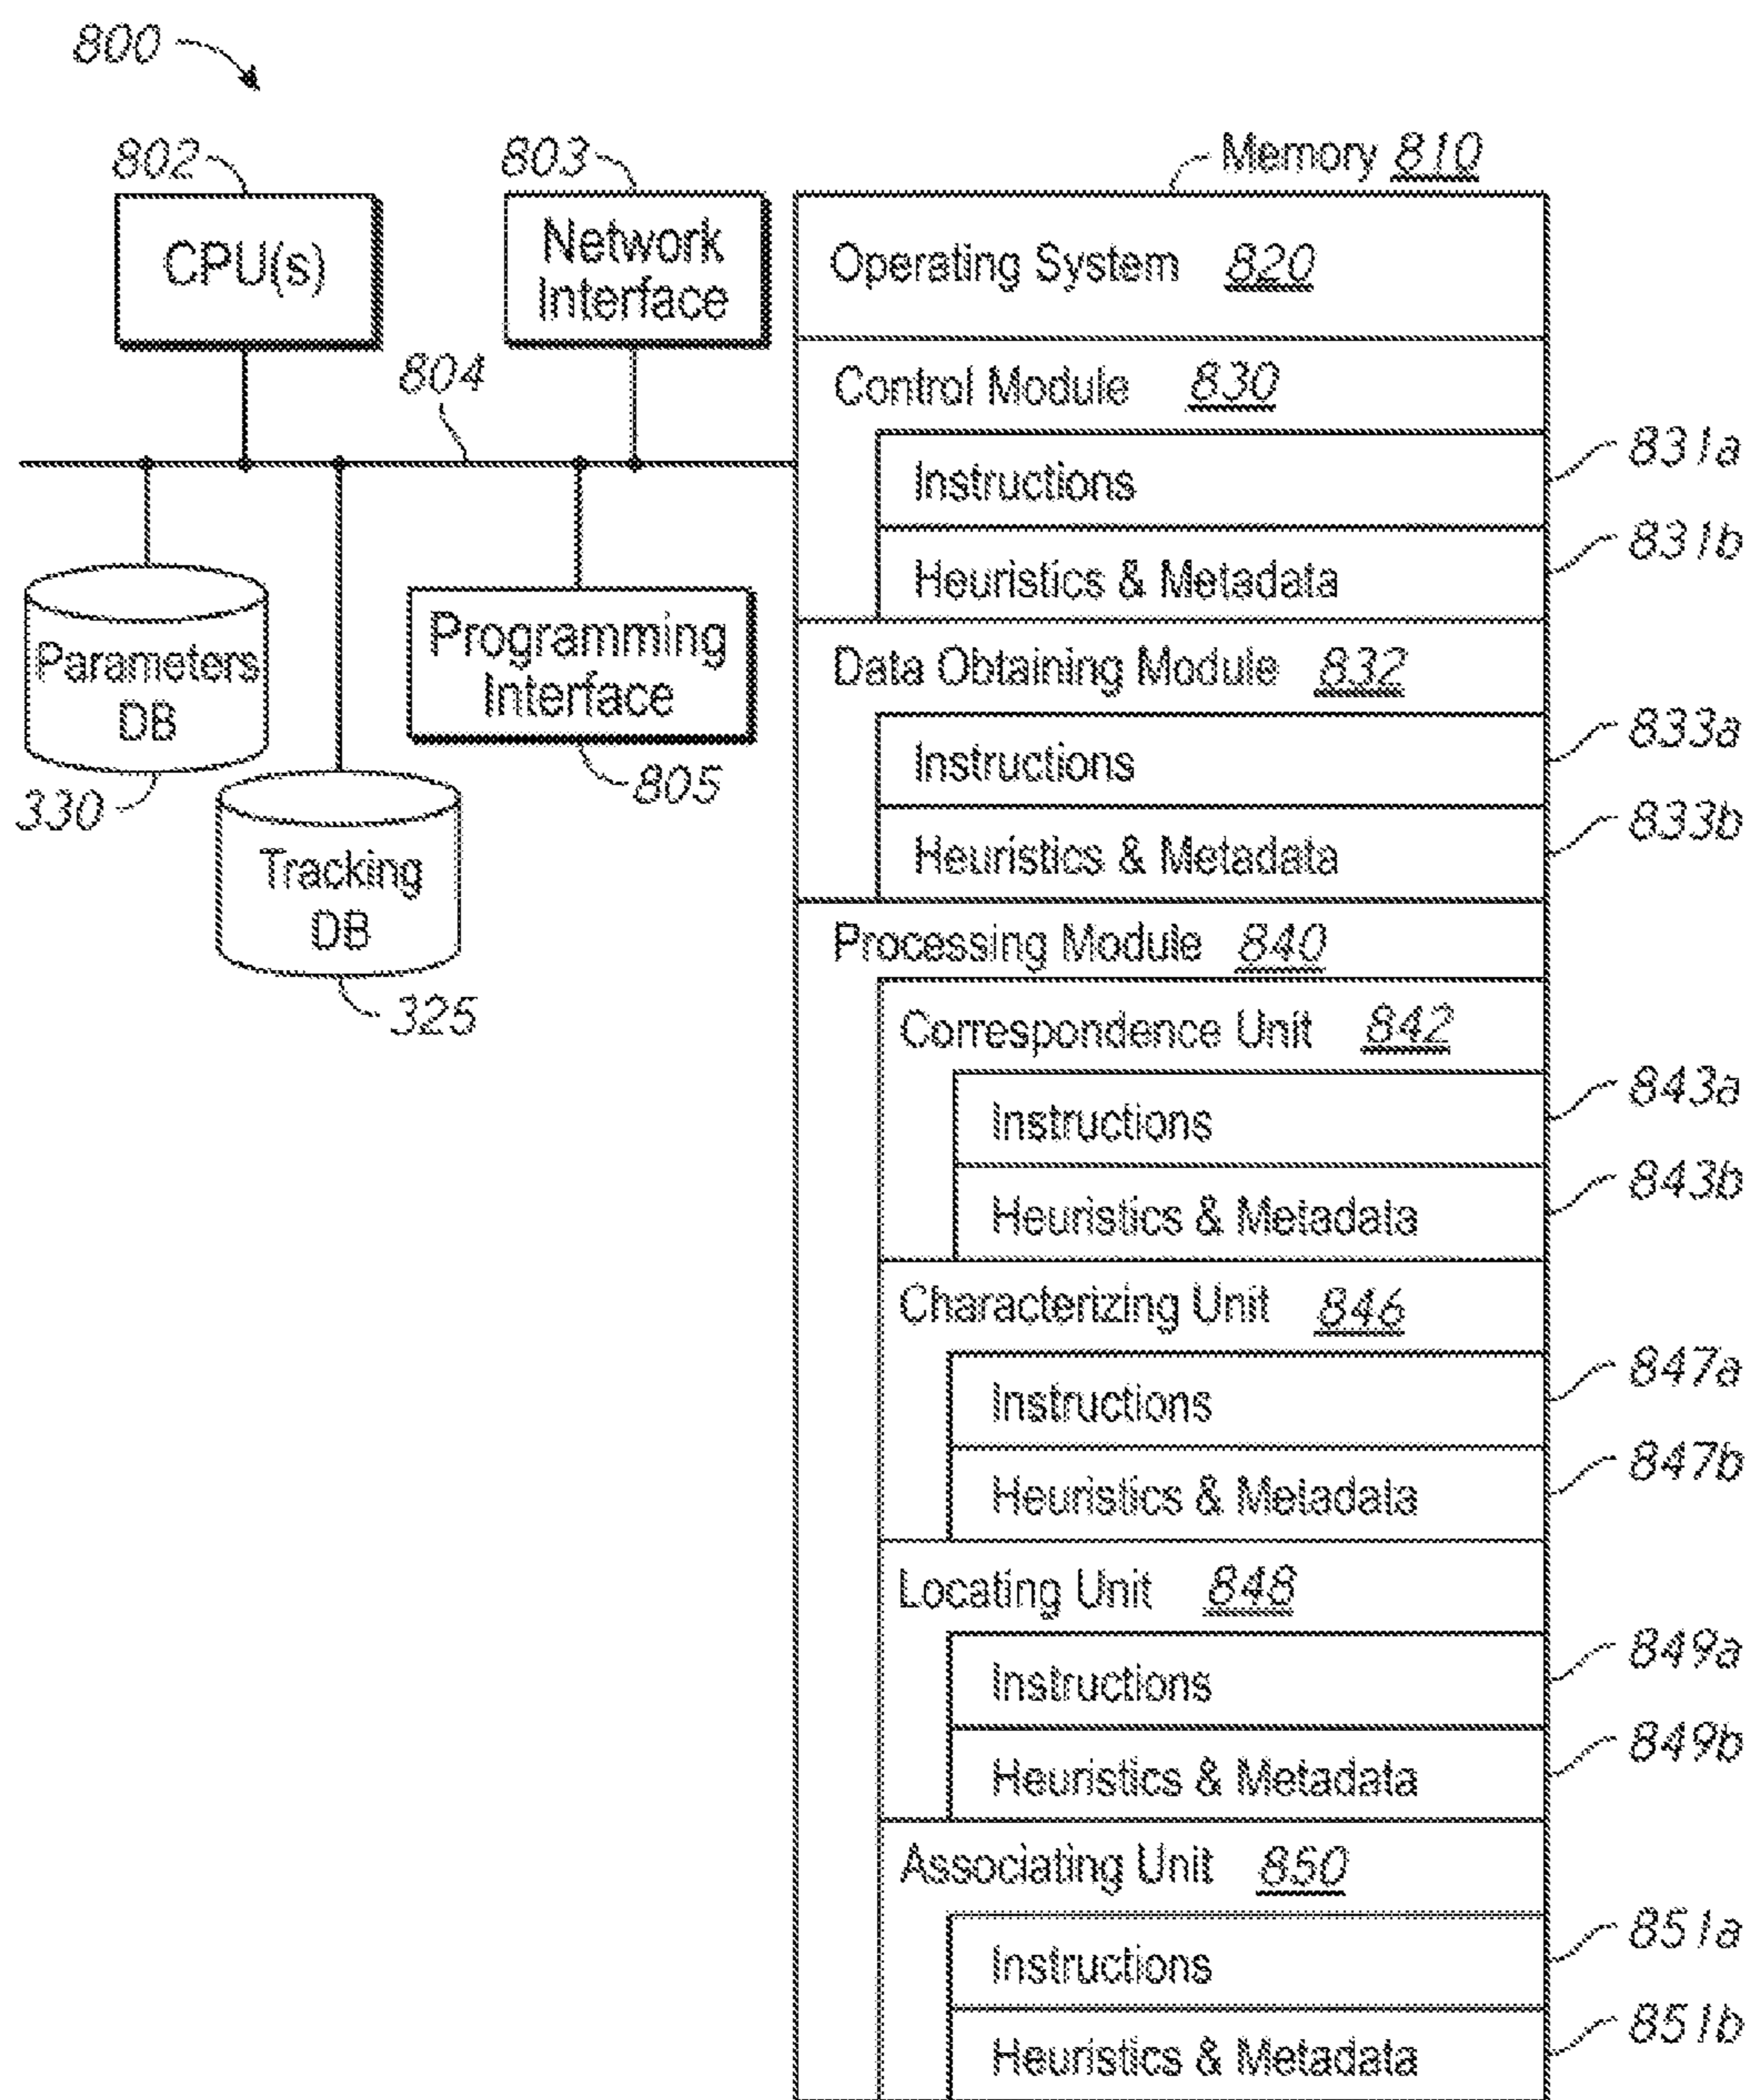 800
802
803
Memory 810
CPU(s)
Network
Interface
Operating System 820
804
Control Module 830
Instructions
831a
Heuristics & Metadata
831b
Parameters
DB
330
Programming
Interface
805
Tracking
DB
325
Data Obtaining Module 832
Instructions
833a
Heuristics & Metadata
833b
Processing Module 840
Correspondence Unit 842
Instructions
843a
Heuristics & Metadata
843b
Characterizing Unit 846
Instructions
847a
Heuristics & Metadata
847b
Locating Unit 848
Instructions
849a
Heuristics & Metadata
849b
Associating Unit 850
Instructions
851a
Heuristics & Metadata
851b